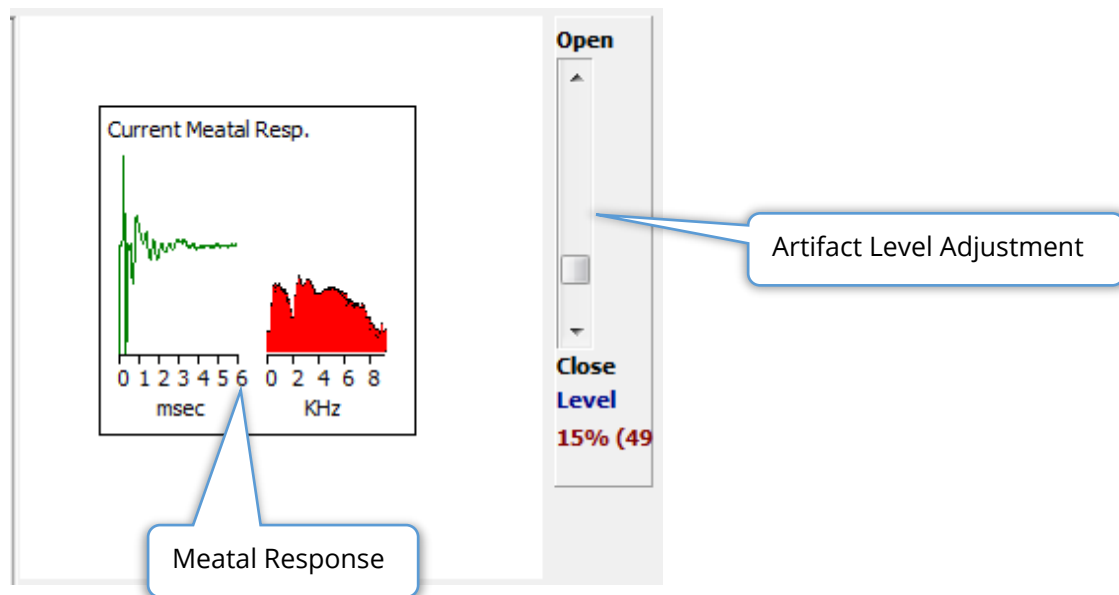 Open
Current Meatal Resp.
Artifact Level Adjustment
0 1 2 3 4 5 6 0 2 4 6 8
msec KHz
Close
Level
15% (49
Meatal Response